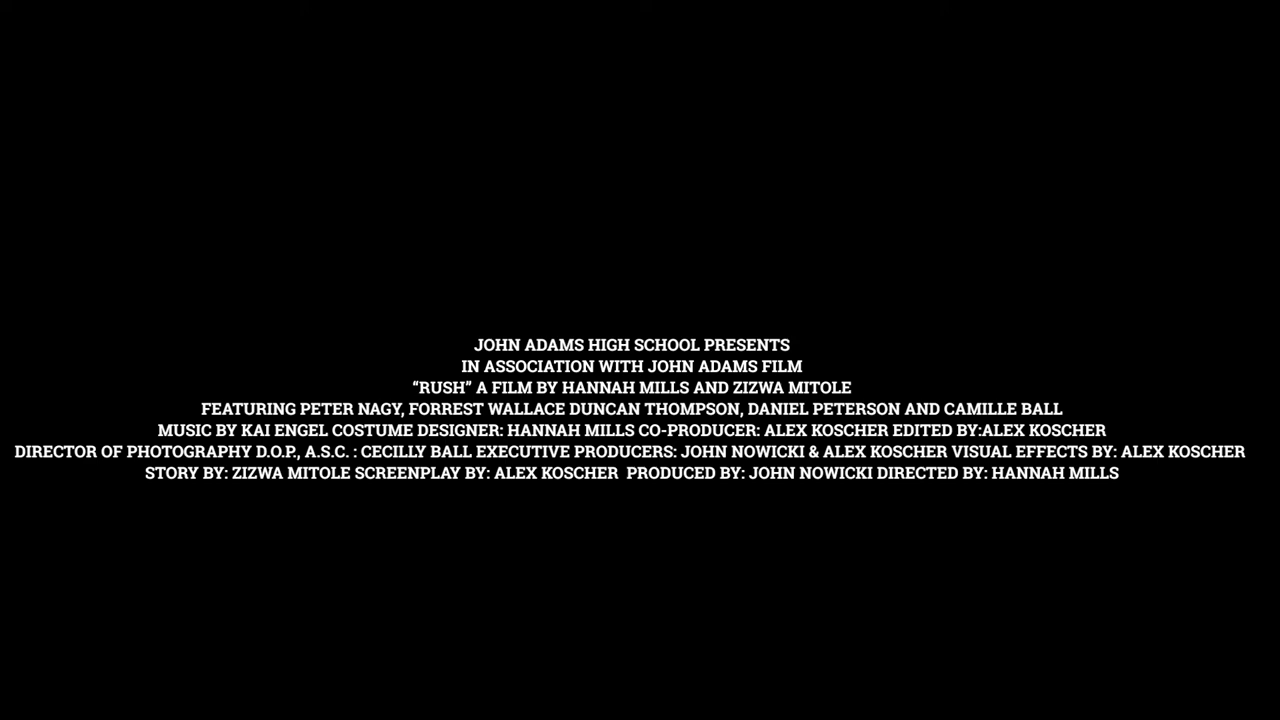 JOHN ADAMS HIGH SCHOOL PRESENTS
IN ASSOCIATION WITH JOHN ADAMS FILM
“RUSH” A FILM BY HANNAH MILLS AND ZIZWA MITOLE
FEATURING PETER NAGY, FORREST WALLACE DUNCAN THOMPSON, DANIEL PETERSON AND CAMILLE BALL
MUSIC BY KAI ENGEL COSTUME DESIGNER: HANNAH MILLS CO-PRODUCER: ALEX KOSCHER EDITED BY:ALEX KOSCHER
DIRECTOR OF PHOTOGRAPHY D.O.P., A.S.C. : CECILLY BALL EXECUTIVE PRODUCERS: JOHN NOWICKI & ALEX KOSCHER VISUAL EFFECTS BY: ALEX KOSCHER
STORY BY: ZIZWA MITOLE SCREENPLAY BY: ALEX KOSCHER  PRODUCED BY: JOHN NOWICKI DIRECTED BY: HANNAH MILLS